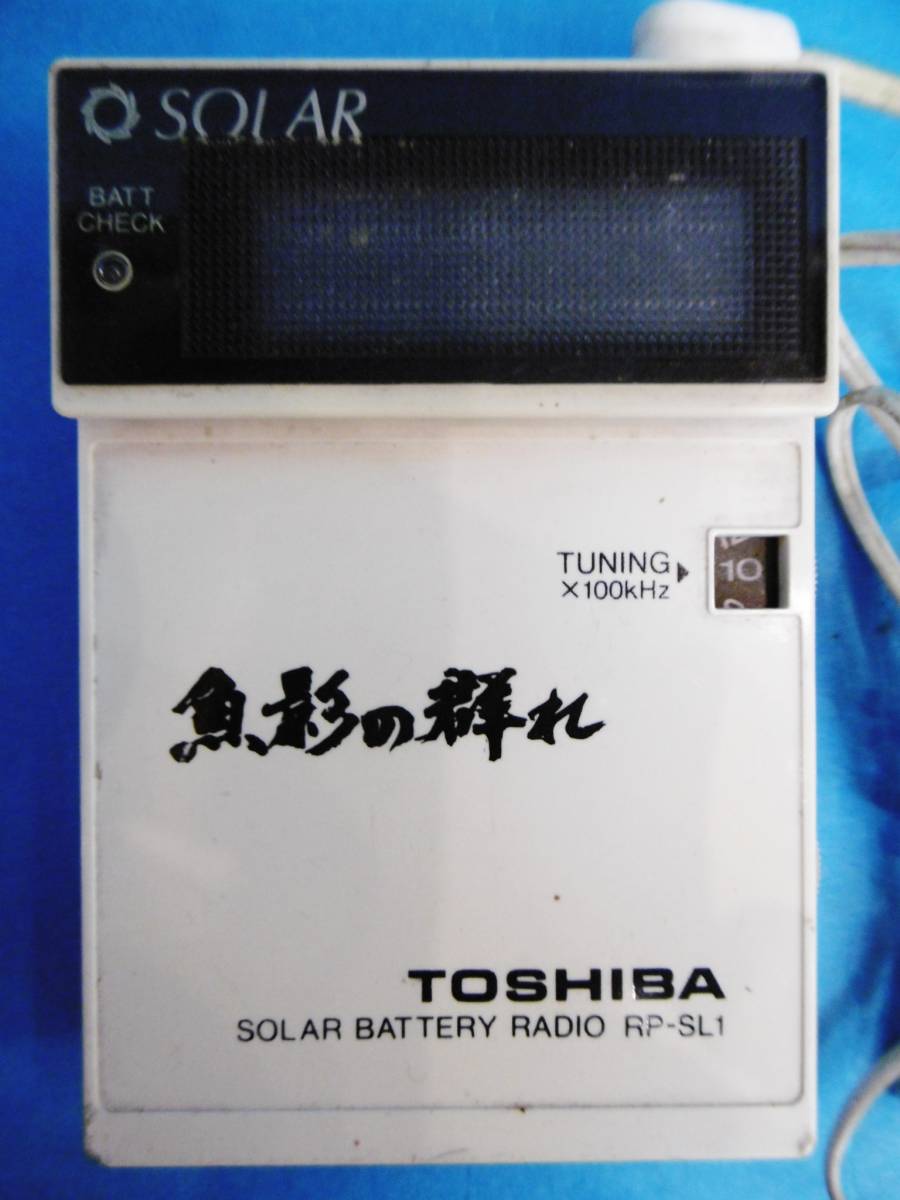 SOLAR
BATT
CHECK
TUNING
×100kHz
10
魚影の群れ
TOSHIBA
SOLAR BATTERY RADIO RP-SL1